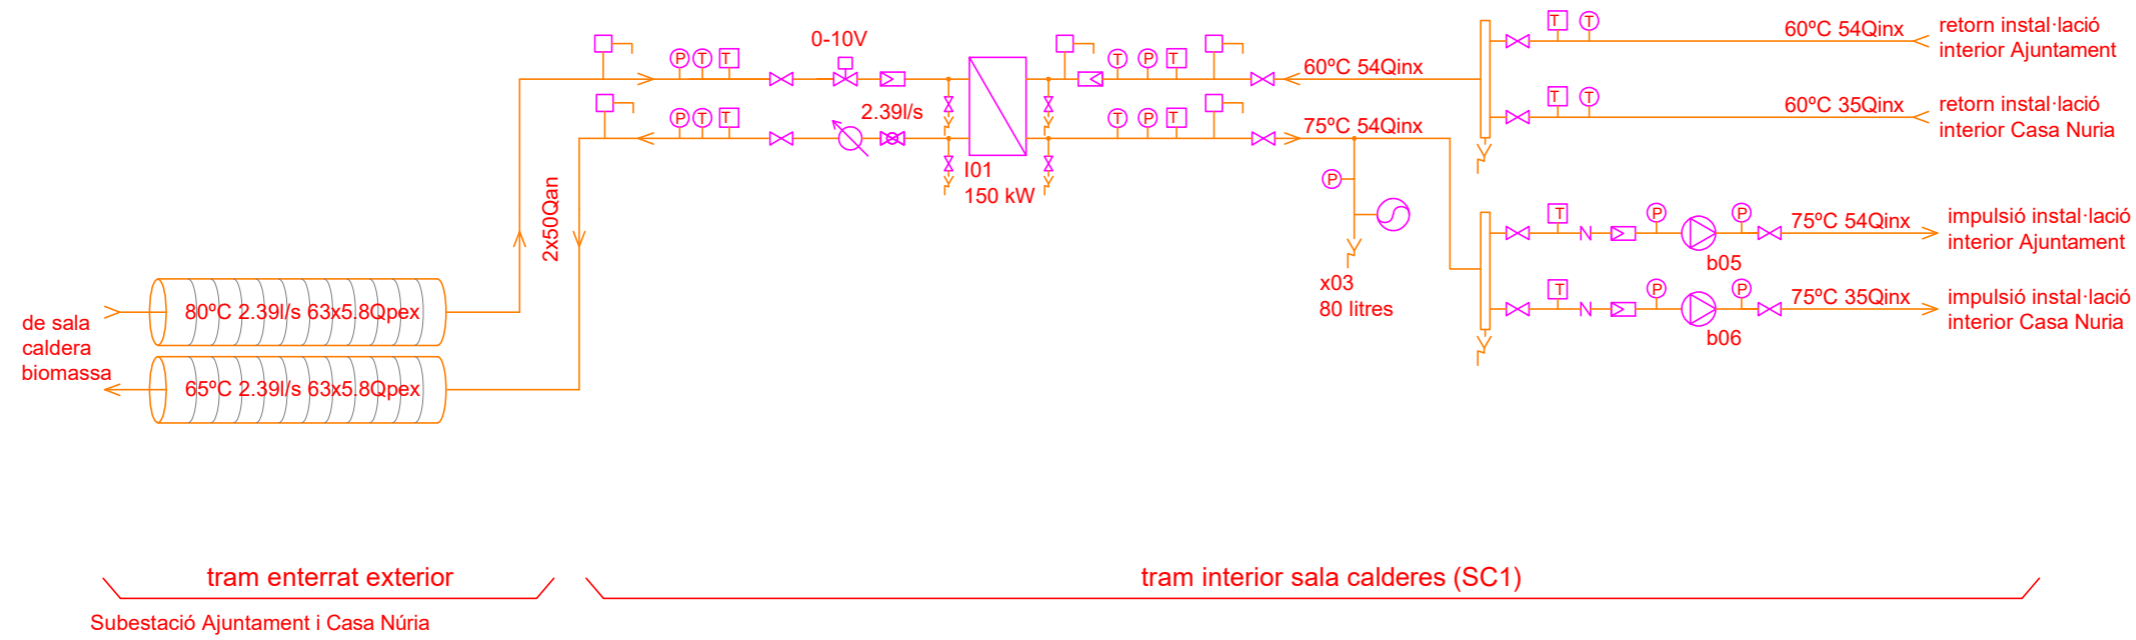 0-10V
P T T
2.39l/s
P T T
I01
150 kW
T P T
60ºC 54Qinx
T P T
75ºC 54Qinx
T T
60ºC 54Qinx
retorn instal·lació
interior Ajuntament
T T
60ºC 35Qinx
retorn instal·lació
interior Casa Nuria
P
x03
80 litres
T P P
b05
75ºC 54Qinx
impulsió instal·lació
interior Ajuntament
T P P
b06
75ºC 35Qinx
impulsió instal·lació
interior Casa Nuria
2x50Qan
de sala
caldera
biomassa
80ºC 2.39l/s 63x5.8Qpex
65ºC 2.39l/s 63x5.8Qpex
tram enterrat exterior
tram interior sala calderes (SC1)
Subestació Ajuntament i Casa Núria